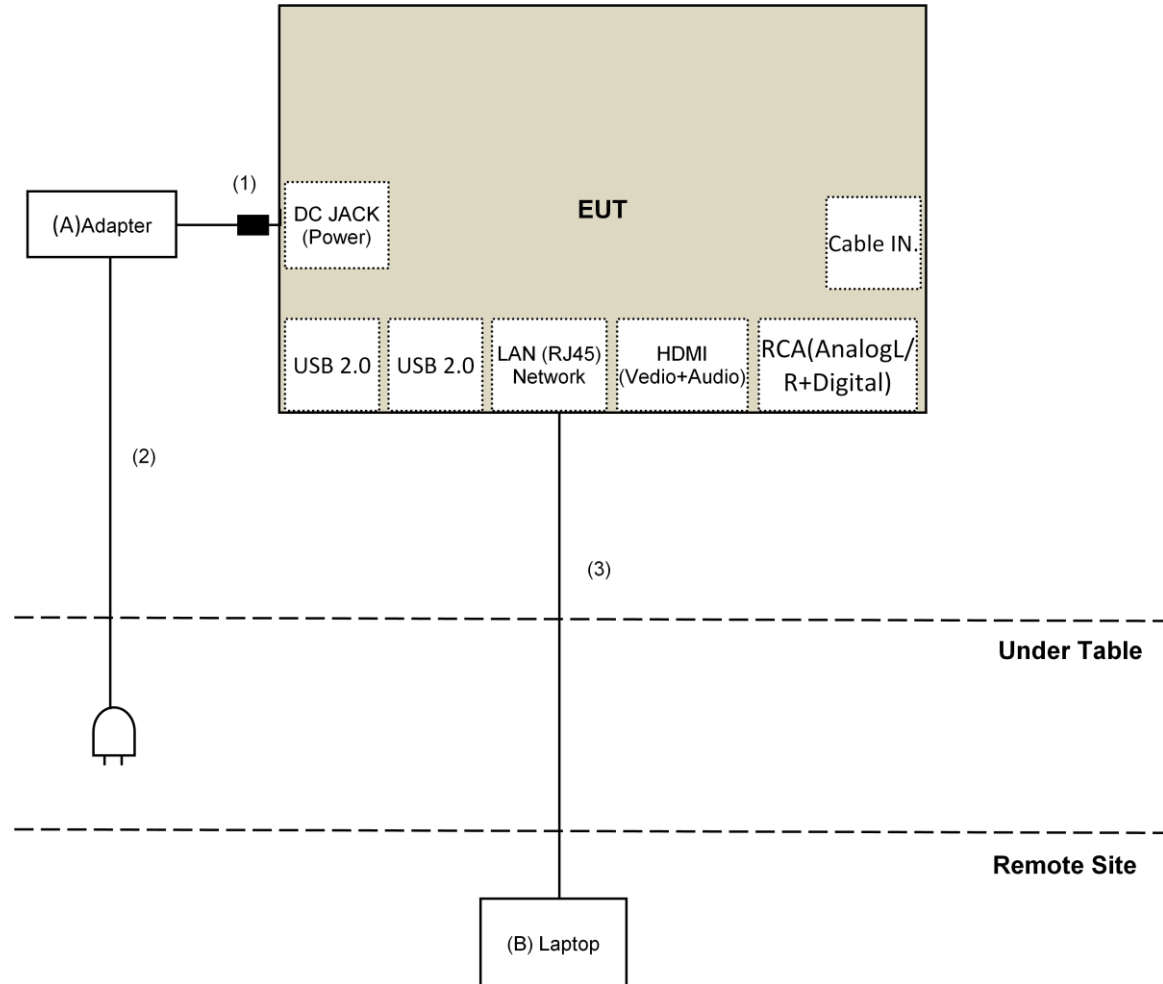 (1)
(A)Adapter
DC JACK
(Power)
EUT
Cable IN.
USB 2.0
USB 2.0
LAN (RJ45)
Network
HDMI
(Vedio+Audio)
RCA(AnalogL/
R+Digital)
(2)
(3)
Under Table
Remote Site
(B) Laptop